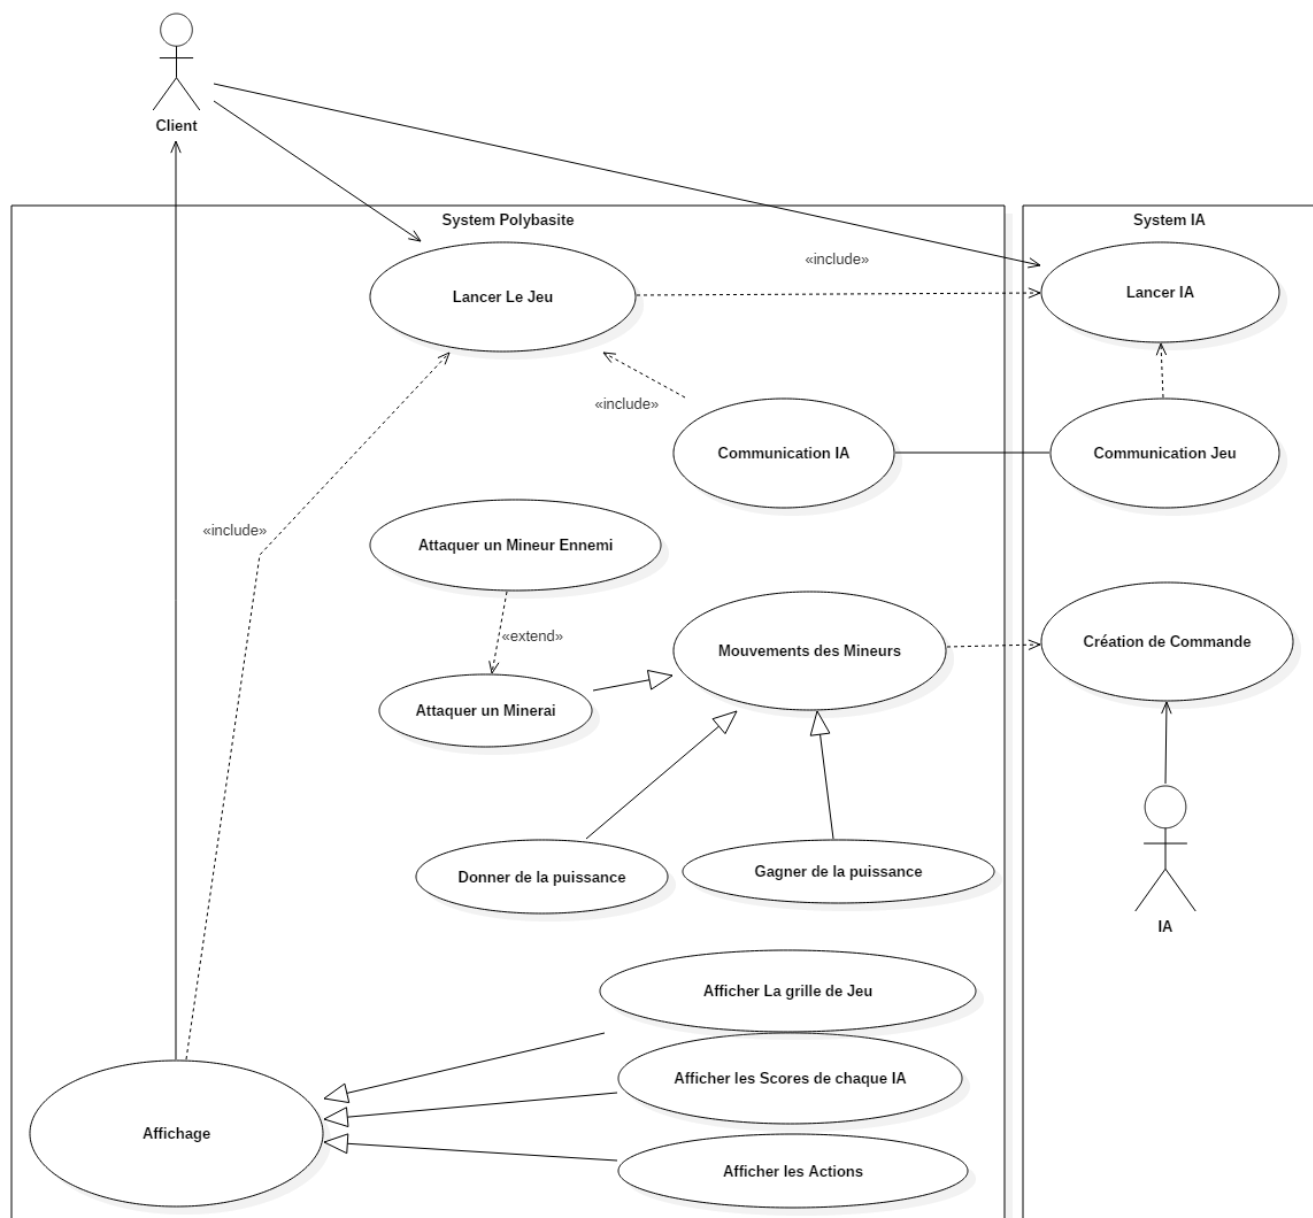 Client
System Polybasite
System IA
«include»
Lancer Le Jeu
Lancer IA
«include»
Communication IA
Communication Jeu
«include»
Attaquer un Mineur Ennemi
«extend»
Mouvements des Mineurs
Création de Commande
Attaquer un Minerai
Donner de la puissance
Gagner de la puissance
IA
Afficher La grille de Jeu
Afficher les Scores de chaque IA
Affichage
Afficher les Actions